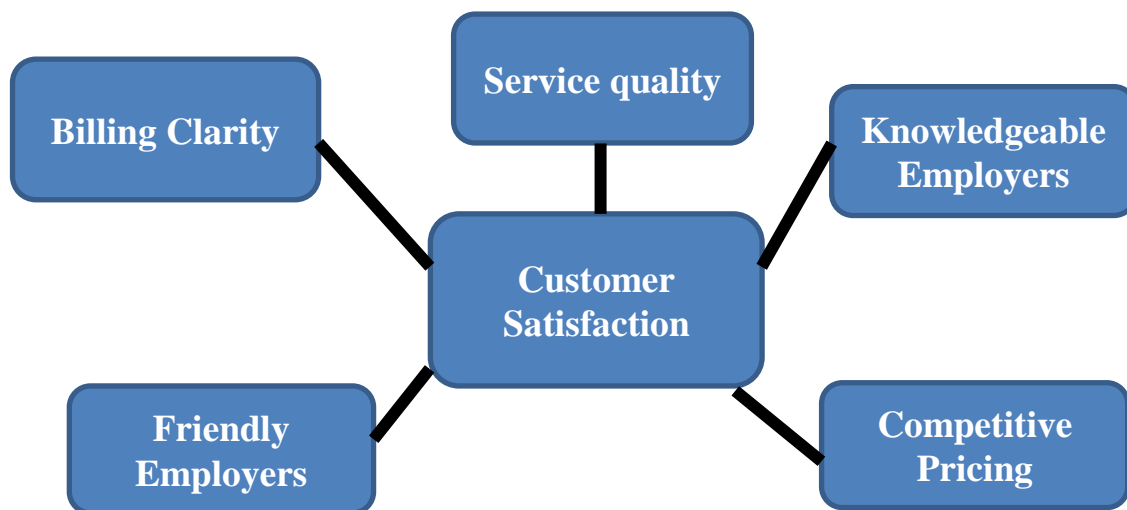 Service quality
Billing Clarity
Knowledgeable
Employers
Customer
Satisfaction
Friendly
Employers
Competitive
Pricing